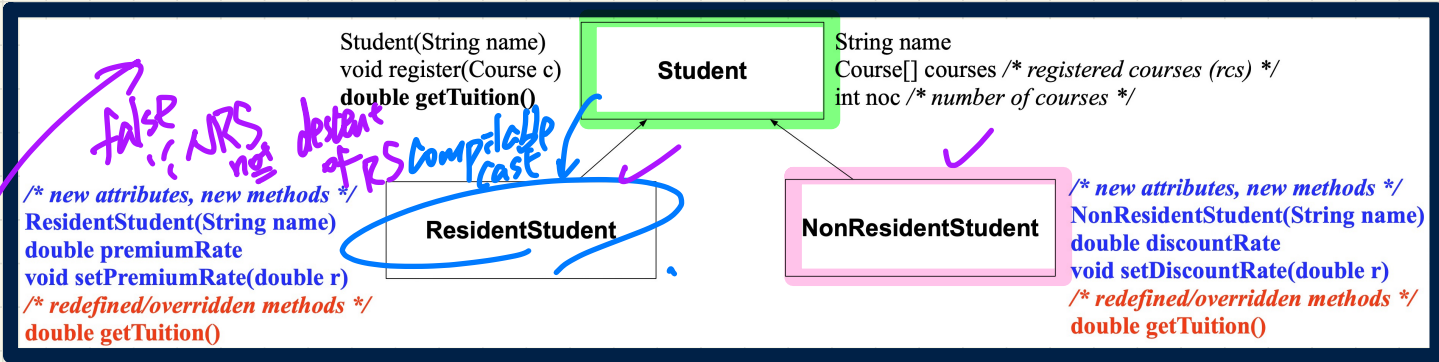 Student(String name)
void register(Course c)
double getTuition()
Student
String name
Course[] courses /* registered courses (rcs) */
int noc /* number of courses */
false
∵ NRS
not
descent
of RS
compilable
cast
/* new attributes, new methods */
ResidentStudent(String name)
double premiumRate
void setPremiumRate(double r)
/* redefined/overridden methods */
double getTuition()
ResidentStudent
NonResidentStudent
/* new attributes, new methods */
NonResidentStudent(String name)
double discountRate
void setDiscountRate(double r)
/* redefined/overridden methods */
double getTuition()